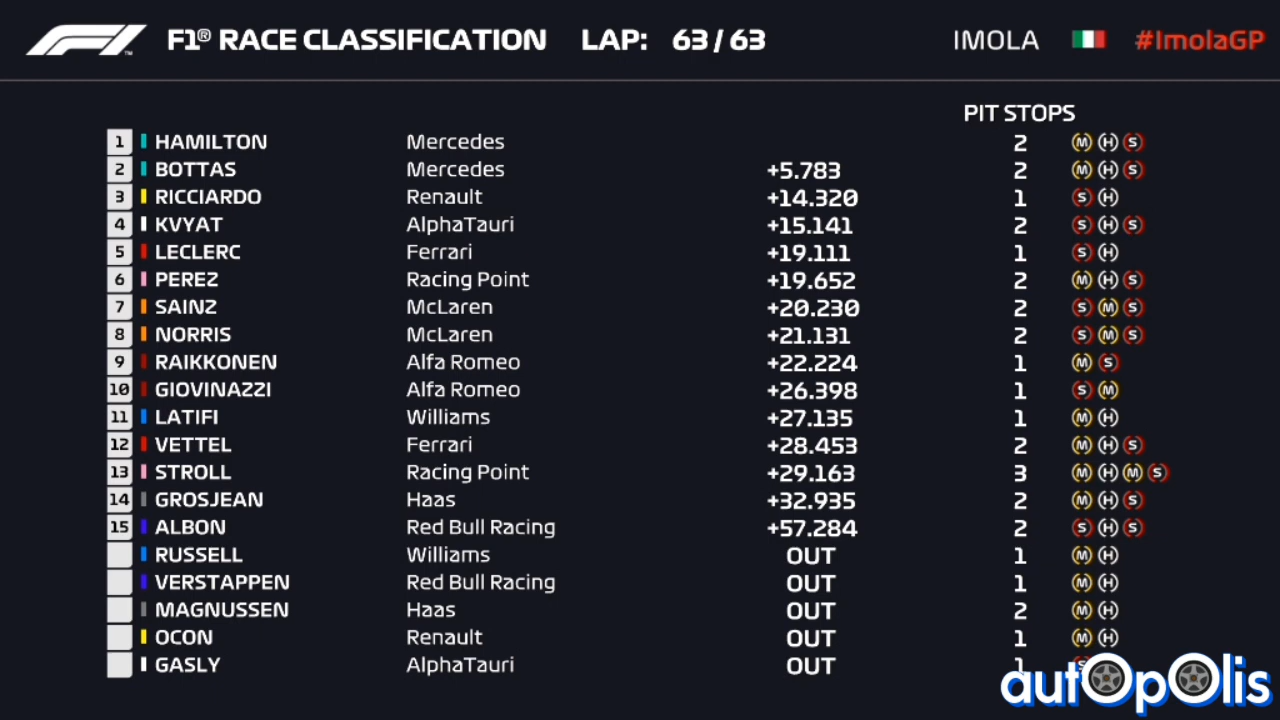 F1® RACE CLASSIFICATION LAP: 63/63 IMOLA #ImolaGP
PIT STOPS
1 HAMILTON Mercedes 2 M H S
2 BOTTAS Mercedes +5.783 2 M H S
3 RICCIARDO Renault +14.320 1 S H
4 KVYAT AlphaTauri +15.141 2 S H S
5 LECLERC Ferrari +19.111 1 S H
6 PEREZ Racing Point +19.652 2 M H S
7 SAINZ McLaren +20.230 2 S M S
8 NORRIS McLaren +21.131 2 S M S
9 RAIKKONEN Alfa Romeo +22.224 1 M S
10 GIOVINAZZI Alfa Romeo +26.398 1 S M
11 LATIFI Williams +27.135 1 M H
12 VETTEL Ferrari +28.453 2 M H S
13 STROLL Racing Point +29.163 3 M H M S
14 GROSJEAN Haas +32.935 2 M H S
15 ALBON Red Bull Racing +57.284 2 S H S
RUSSELL Williams OUT 1 M H
VERSTAPPEN Red Bull Racing OUT 1 M H
MAGNUSSEN Haas OUT 2 M H
OCON Renault OUT 1 M H
GASLY AlphaTauri OUT 1
autopolis